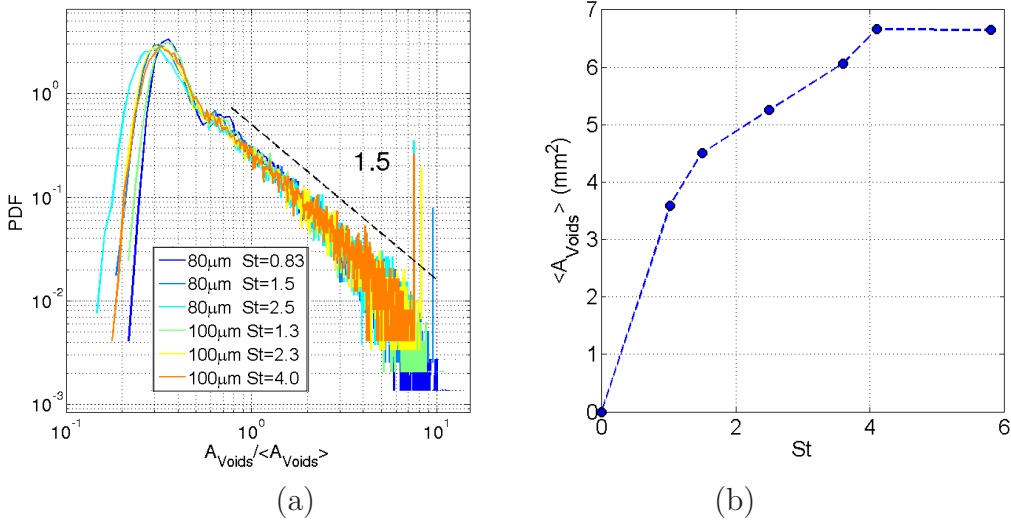 PDF
10^0
10^-1
10^-2
10^-3
10^-1
10^0
10^1
A_Voids/<A_Voids>
1.5
80μm St=0.83
80μm St=1.5
80μm St=2.5
100μm St=1.3
100μm St=2.3
100μm St=4.0
(a)
<A_Voids> (mm^2)
7
6
5
4
3
2
1
0
0
2
4
6
St
(b)